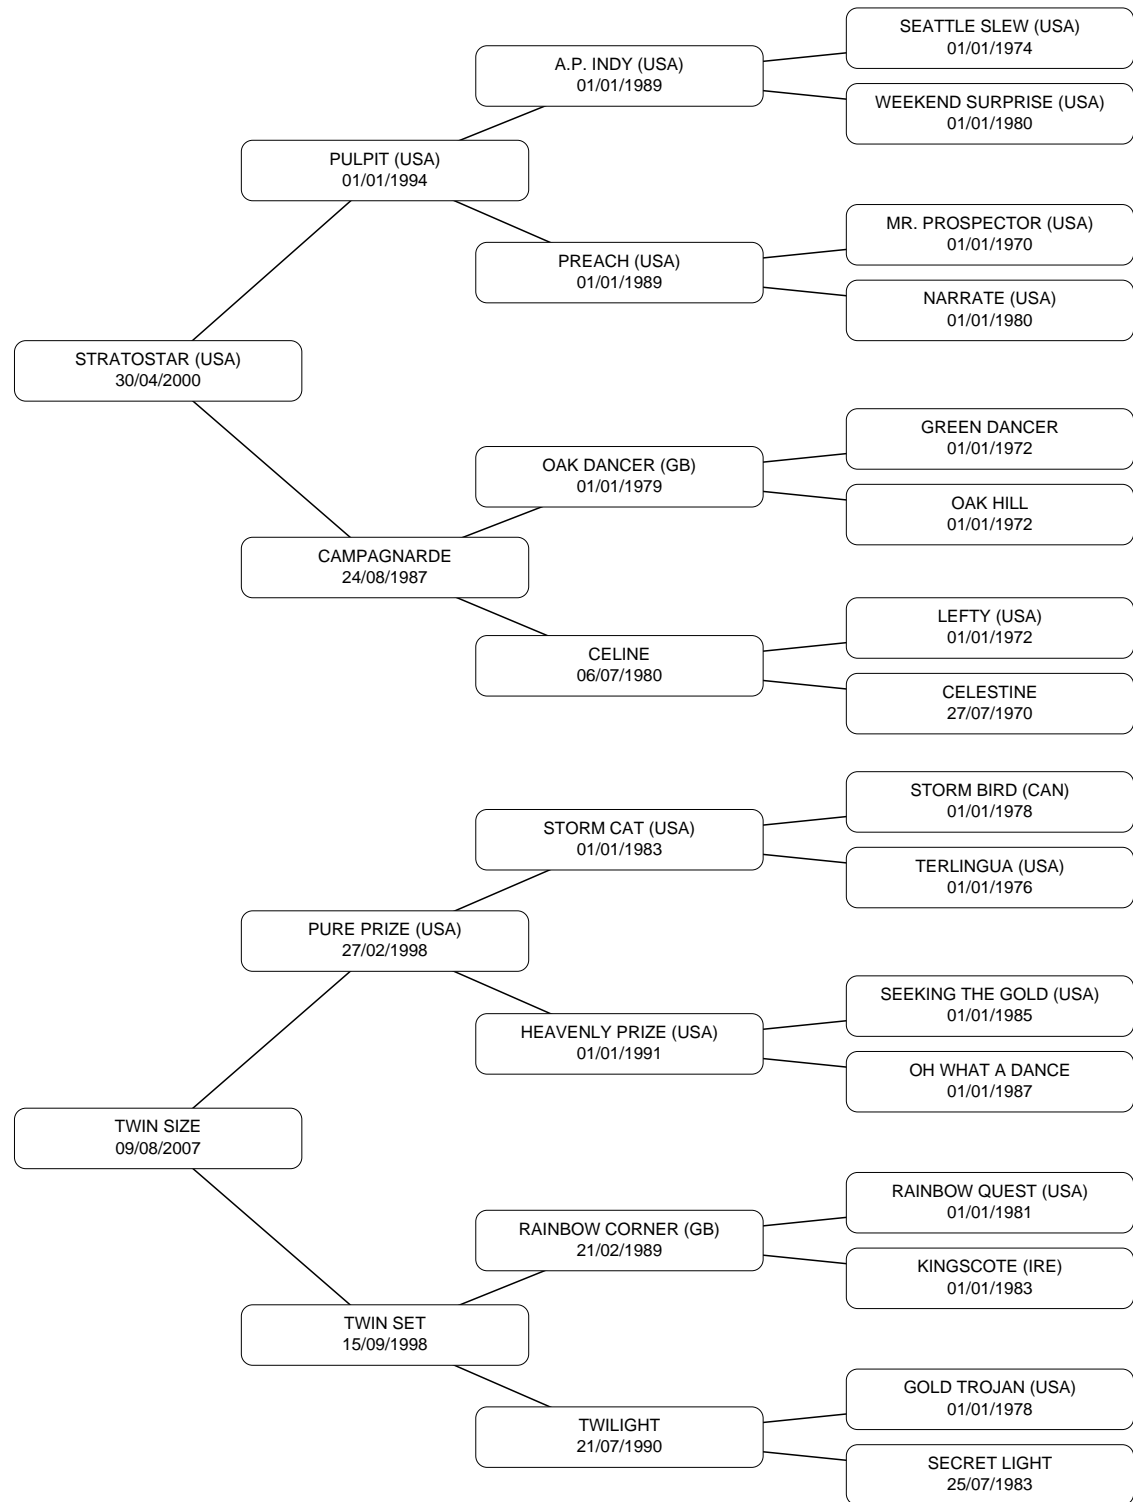 SEATTLE SLEW (USA)
01/01/1974
A.P. INDY (USA)
01/01/1989
WEEKEND SURPRISE (USA)
01/01/1980
PULPIT (USA)
01/01/1994
MR. PROSPECTOR (USA)
01/01/1970
PREACH (USA)
01/01/1989
NARRATE (USA)
01/01/1980
STRATOSTAR (USA)
30/04/2000
GREEN DANCER
01/01/1972
OAK DANCER (GB)
01/01/1979
OAK HILL
01/01/1972
CAMPAGNARDE
24/08/1987
LEFTY (USA)
01/01/1972
CELINE
06/07/1980
CELESTINE
27/07/1970
STORM BIRD (CAN)
01/01/1978
STORM CAT (USA)
01/01/1983
TERLINGUA (USA)
01/01/1976
PURE PRIZE (USA)
27/02/1998
SEEKING THE GOLD (USA)
01/01/1985
HEAVENLY PRIZE (USA)
01/01/1991
OH WHAT A DANCE
01/01/1987
TWIN SIZE
09/08/2007
RAINBOW QUEST (USA)
01/01/1981
RAINBOW CORNER (GB)
21/02/1989
KINGSCOTE (IRE)
01/01/1983
TWIN SET
15/09/1998
GOLD TROJAN (USA)
01/01/1978
TWILIGHT
21/07/1990
SECRET LIGHT
25/07/1983